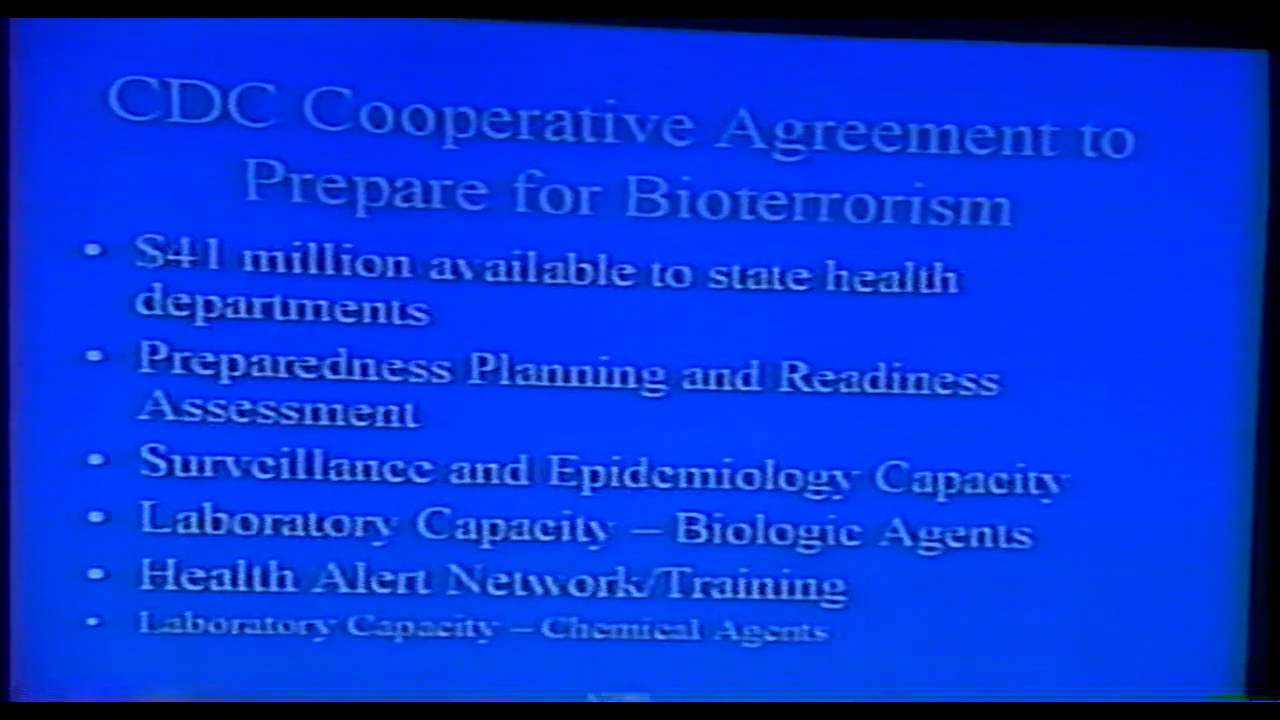 CDC Cooperative Agreement to
Prepare for Bioterrorism
• $41 million available to state health
departments
• Preparedness Planning and Readiness
Assessment
• Surveillance and Epidemiology Capacity
• Laboratory Capacity – Biologic Agents
• Health Alert Network/Training
• Laboratory Capacity – Chemical Agents